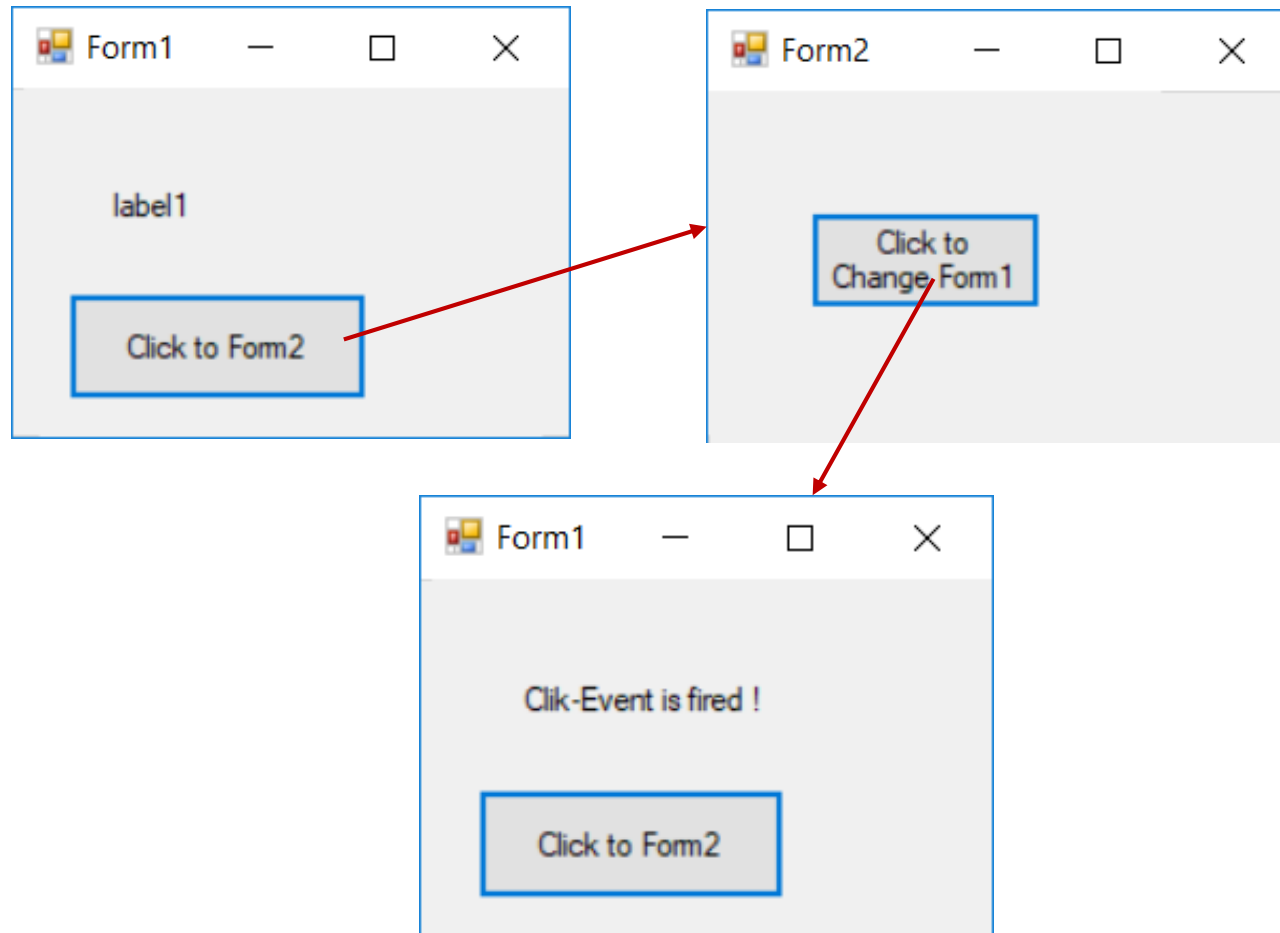 Form1
label1
Click to Form2
Form2
Click to
Change Form1
Form1
Clik-Event is fired !
Click to Form2